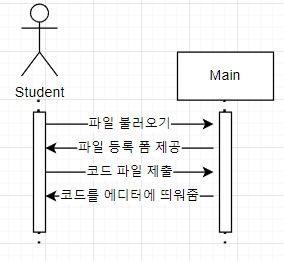 Student
Main
파일 불러오기
파일 등록 폼 제공
코드 파일 제출
코드를 에디터에 띄워줌